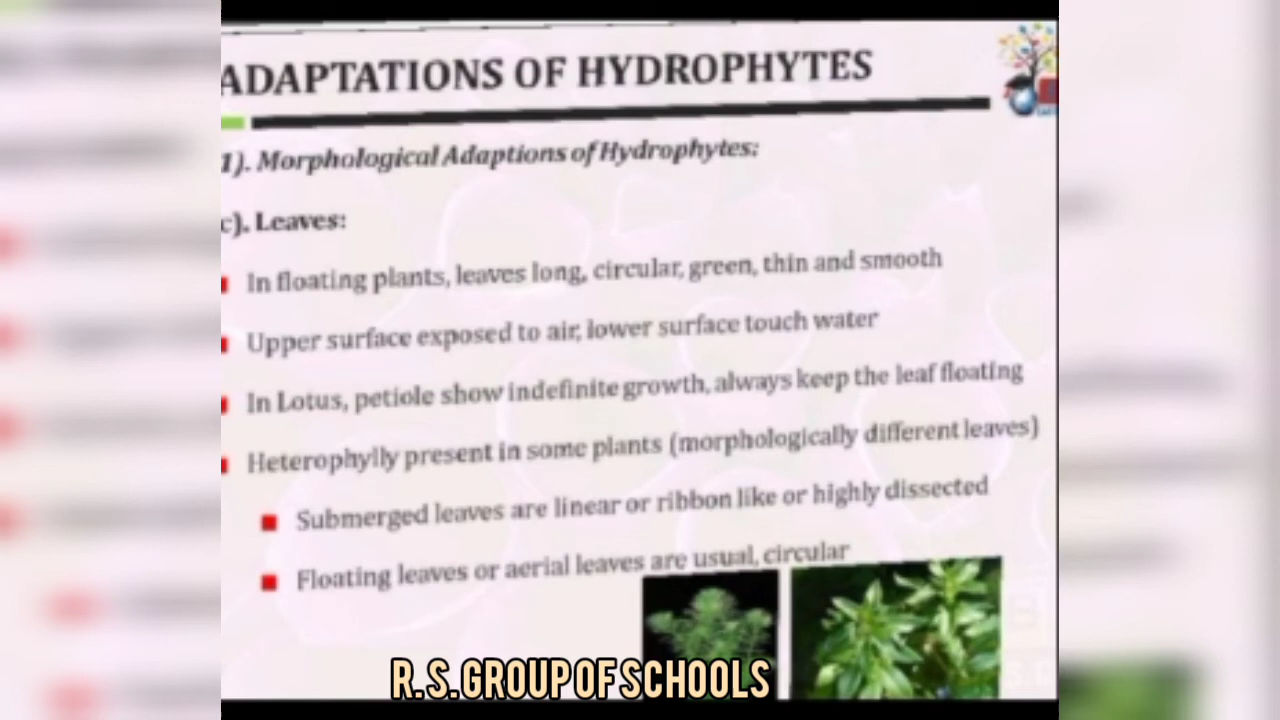 ADAPTATIONS OF HYDROPHYTES
1). Morphological Adaptions of Hydrophytes:
c). Leaves:
In floating plants, leaves long, circular, green, thin and smooth
Upper surface exposed to air, lower surface touch water
In Lotus, petiole show indefinite growth, always keep the leaf floating
Heterophylly present in some plants (morphologically different leaves)
Submerged leaves are linear or ribbon like or highly dissected
Floating leaves or aerial leaves are usual, circular
R.S.GROUP OF SCHOOLS